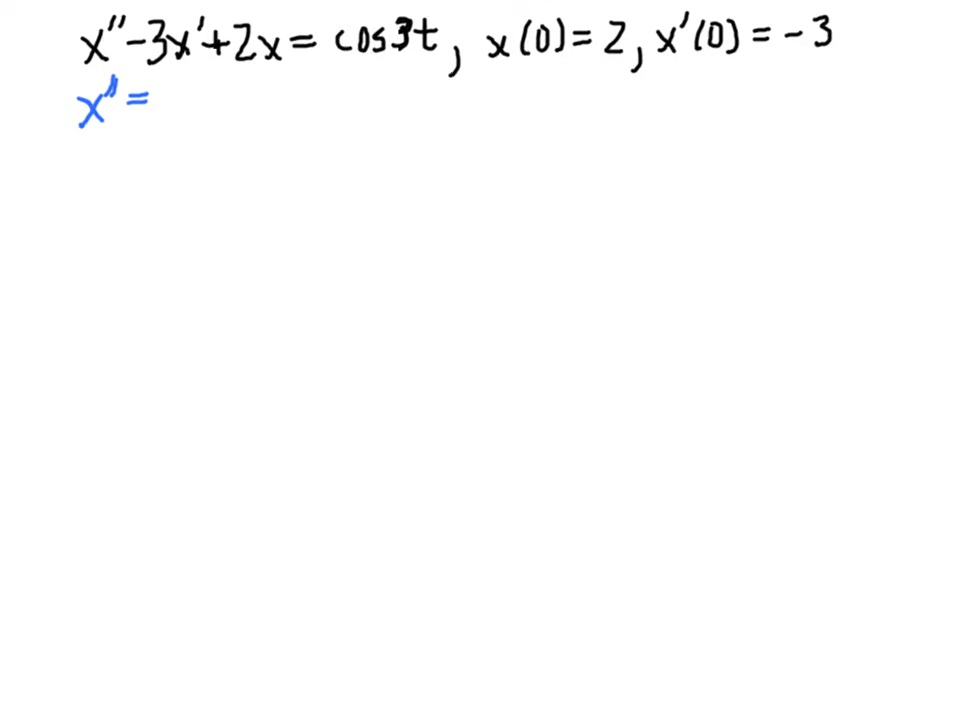 x''-3x'+2x = cos3t, x(0)=2, x'(0)=-3
x''=